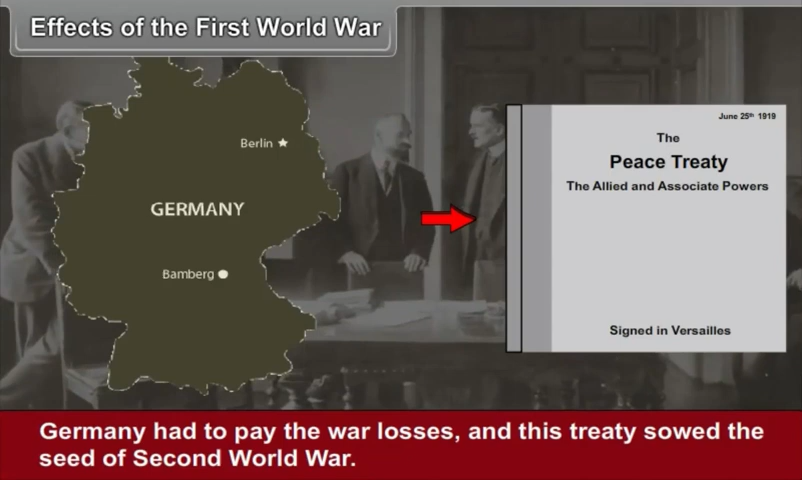 Effects of the First World War
Berlin
GERMANY
Bamberg
June 25th 1919
The
Peace Treaty
The Allied and Associate Powers
Signed in Versailles
Germany had to pay the war losses, and this treaty sowed the
seed of Second World War.